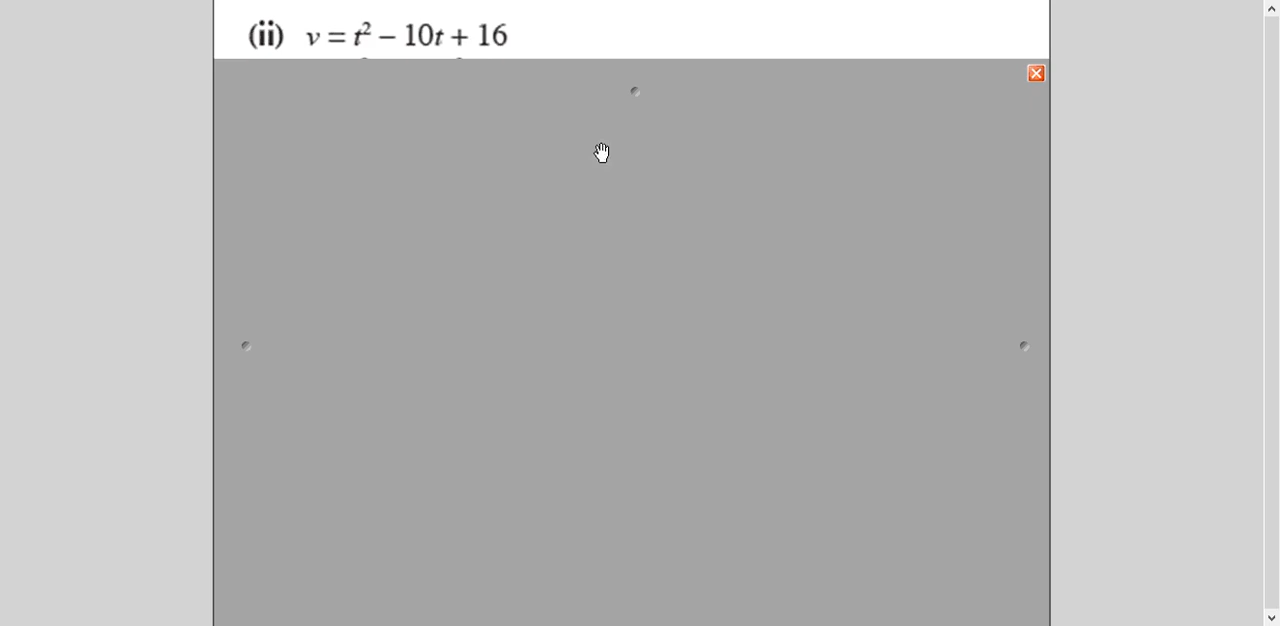 (ii) v = t² – 10t + 16